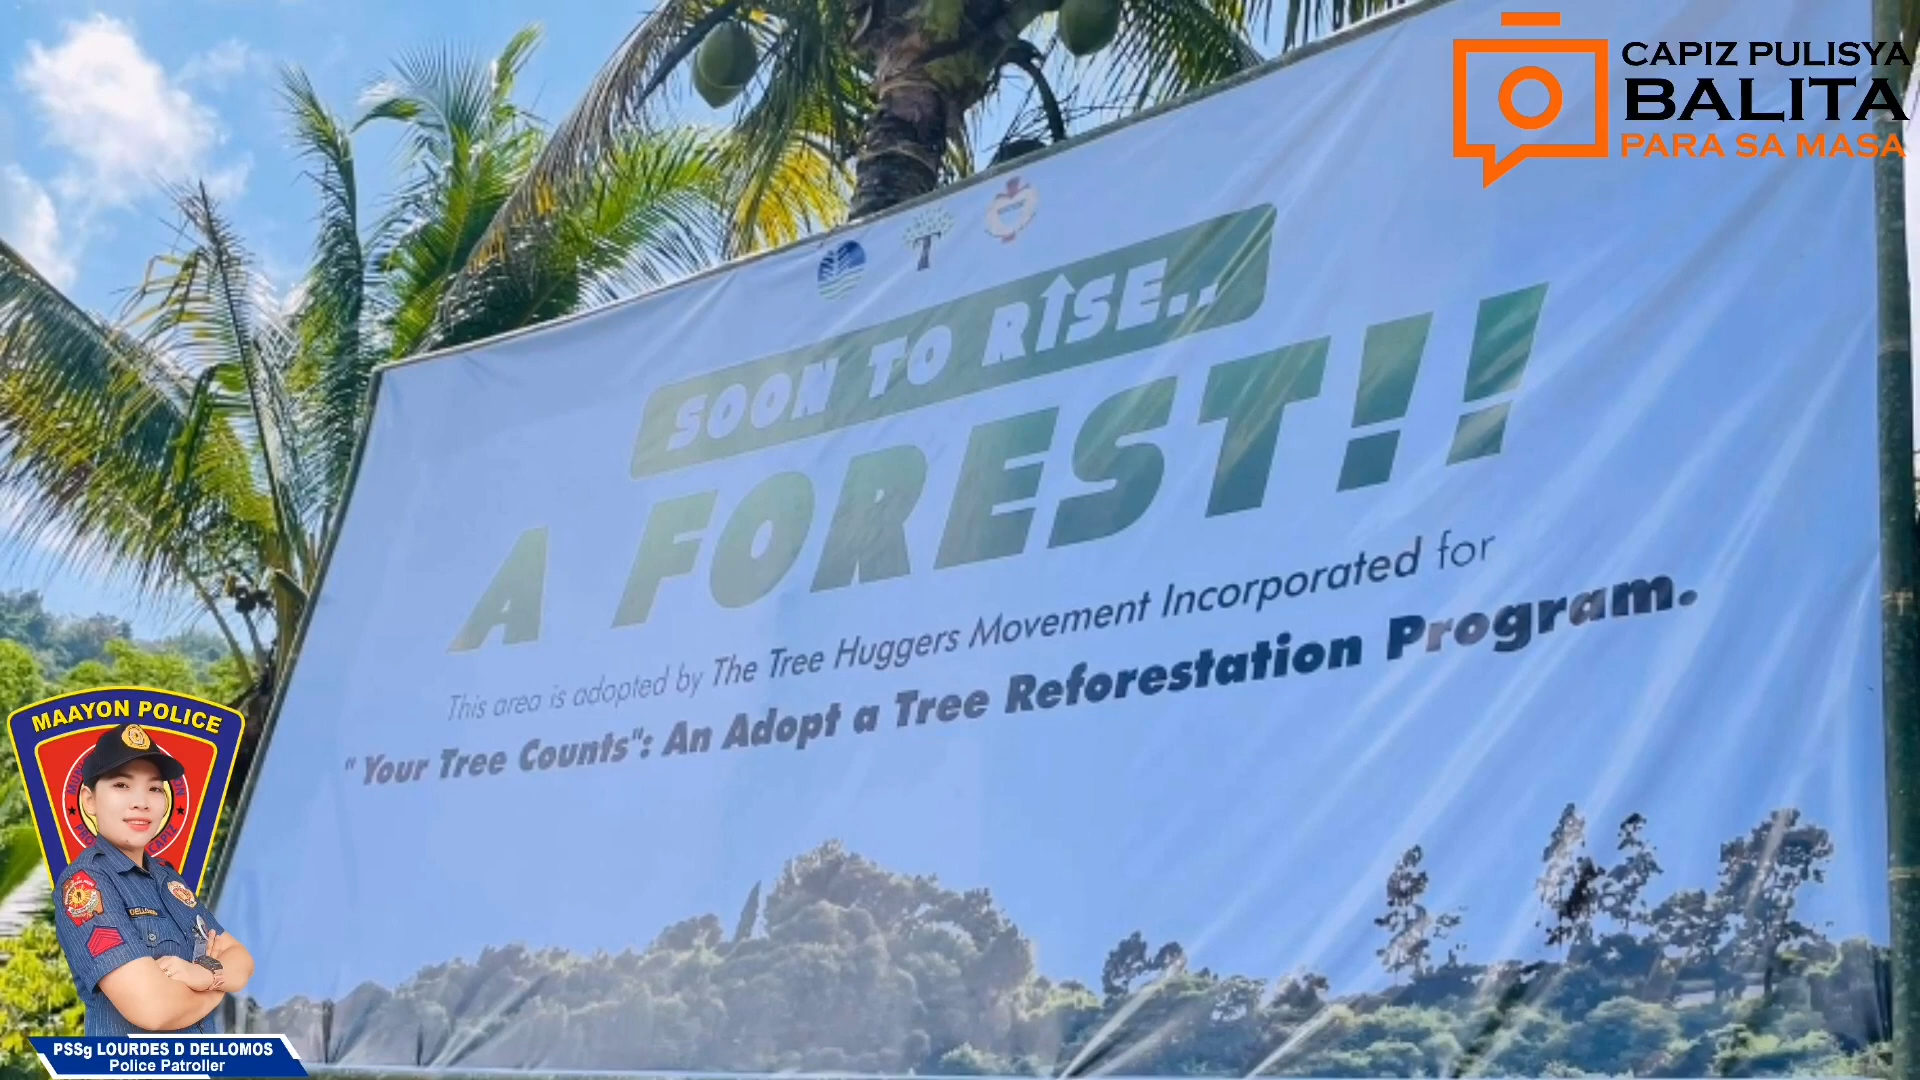 CAPIZ PULISYA
BALITA
PARA SA MASA
SOON TO RISE..
A FOREST!!
This area is adopted by The Tree Huggers Movement Incorporated for
"Your Tree Counts": An Adopt a Tree Reforestation Program.
MAAYON POLICE
CAPIZ
PSSg LOURDES D DELLOMOS
Police Patroller